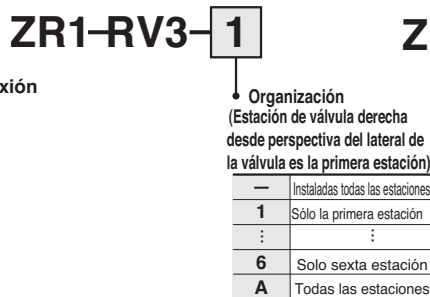 ZR1-RV3-1
Z
xión
Organización
(Estación de válvula derecha
desde perspectiva del lateral de
la válvula es la primera estación)
— Instaladas todas las estaciones
1 Sólo la primera estación
⋮ ⋮
6 Solo sexta estación
A Todas las estaciones